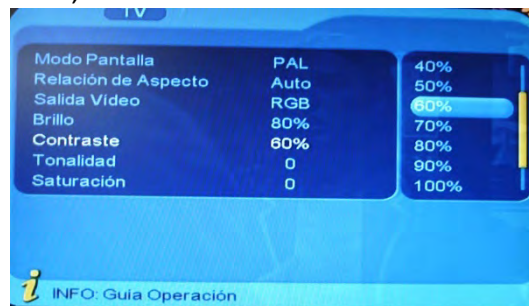 TV
Modo Pantalla PAL
Relación de Aspecto Auto
Salida Vídeo RGB
Brillo 80%
Contraste 60%
Tonalidad 0
Saturación 0
40%
50%
60%
70%
80%
90%
100%
i INFO: Guia Operación